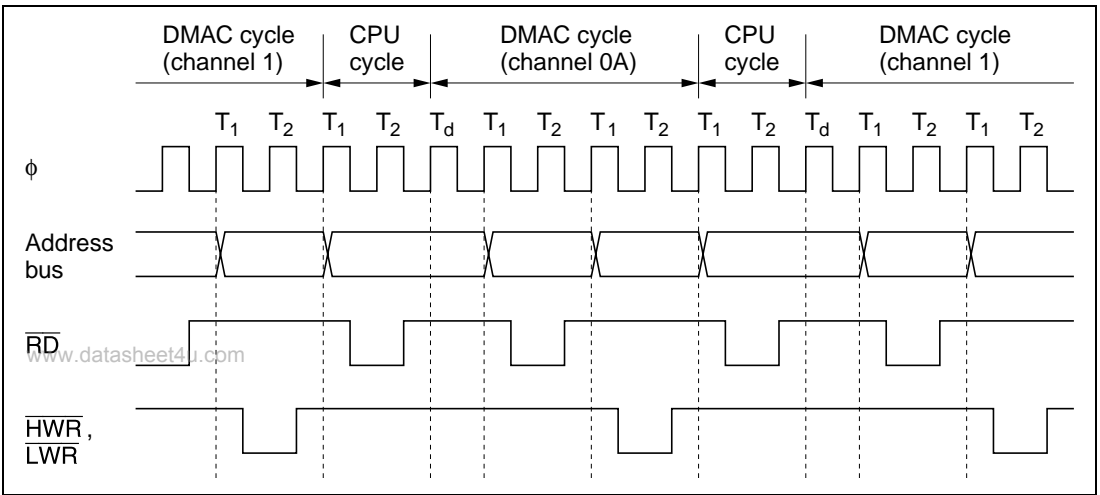 DMAC cycle
(channel 1)
CPU
cycle
DMAC cycle
(channel 0A)
CPU
cycle
DMAC cycle
(channel 1)
T1 T2 T1 T2 Td T1 T2 T1 T2 T1 T2 Td T1 T2 T1 T2
ϕ
Address
bus
RD
www.datasheet4u.com
HWR ,
LWR